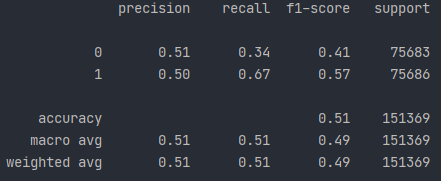 precision recall f1-score support
0 0.51 0.34 0.41 75683
1 0.50 0.67 0.57 75686
accuracy 0.51 151369
macro avg 0.51 0.51 0.49 151369
weighted avg 0.51 0.51 0.49 151369